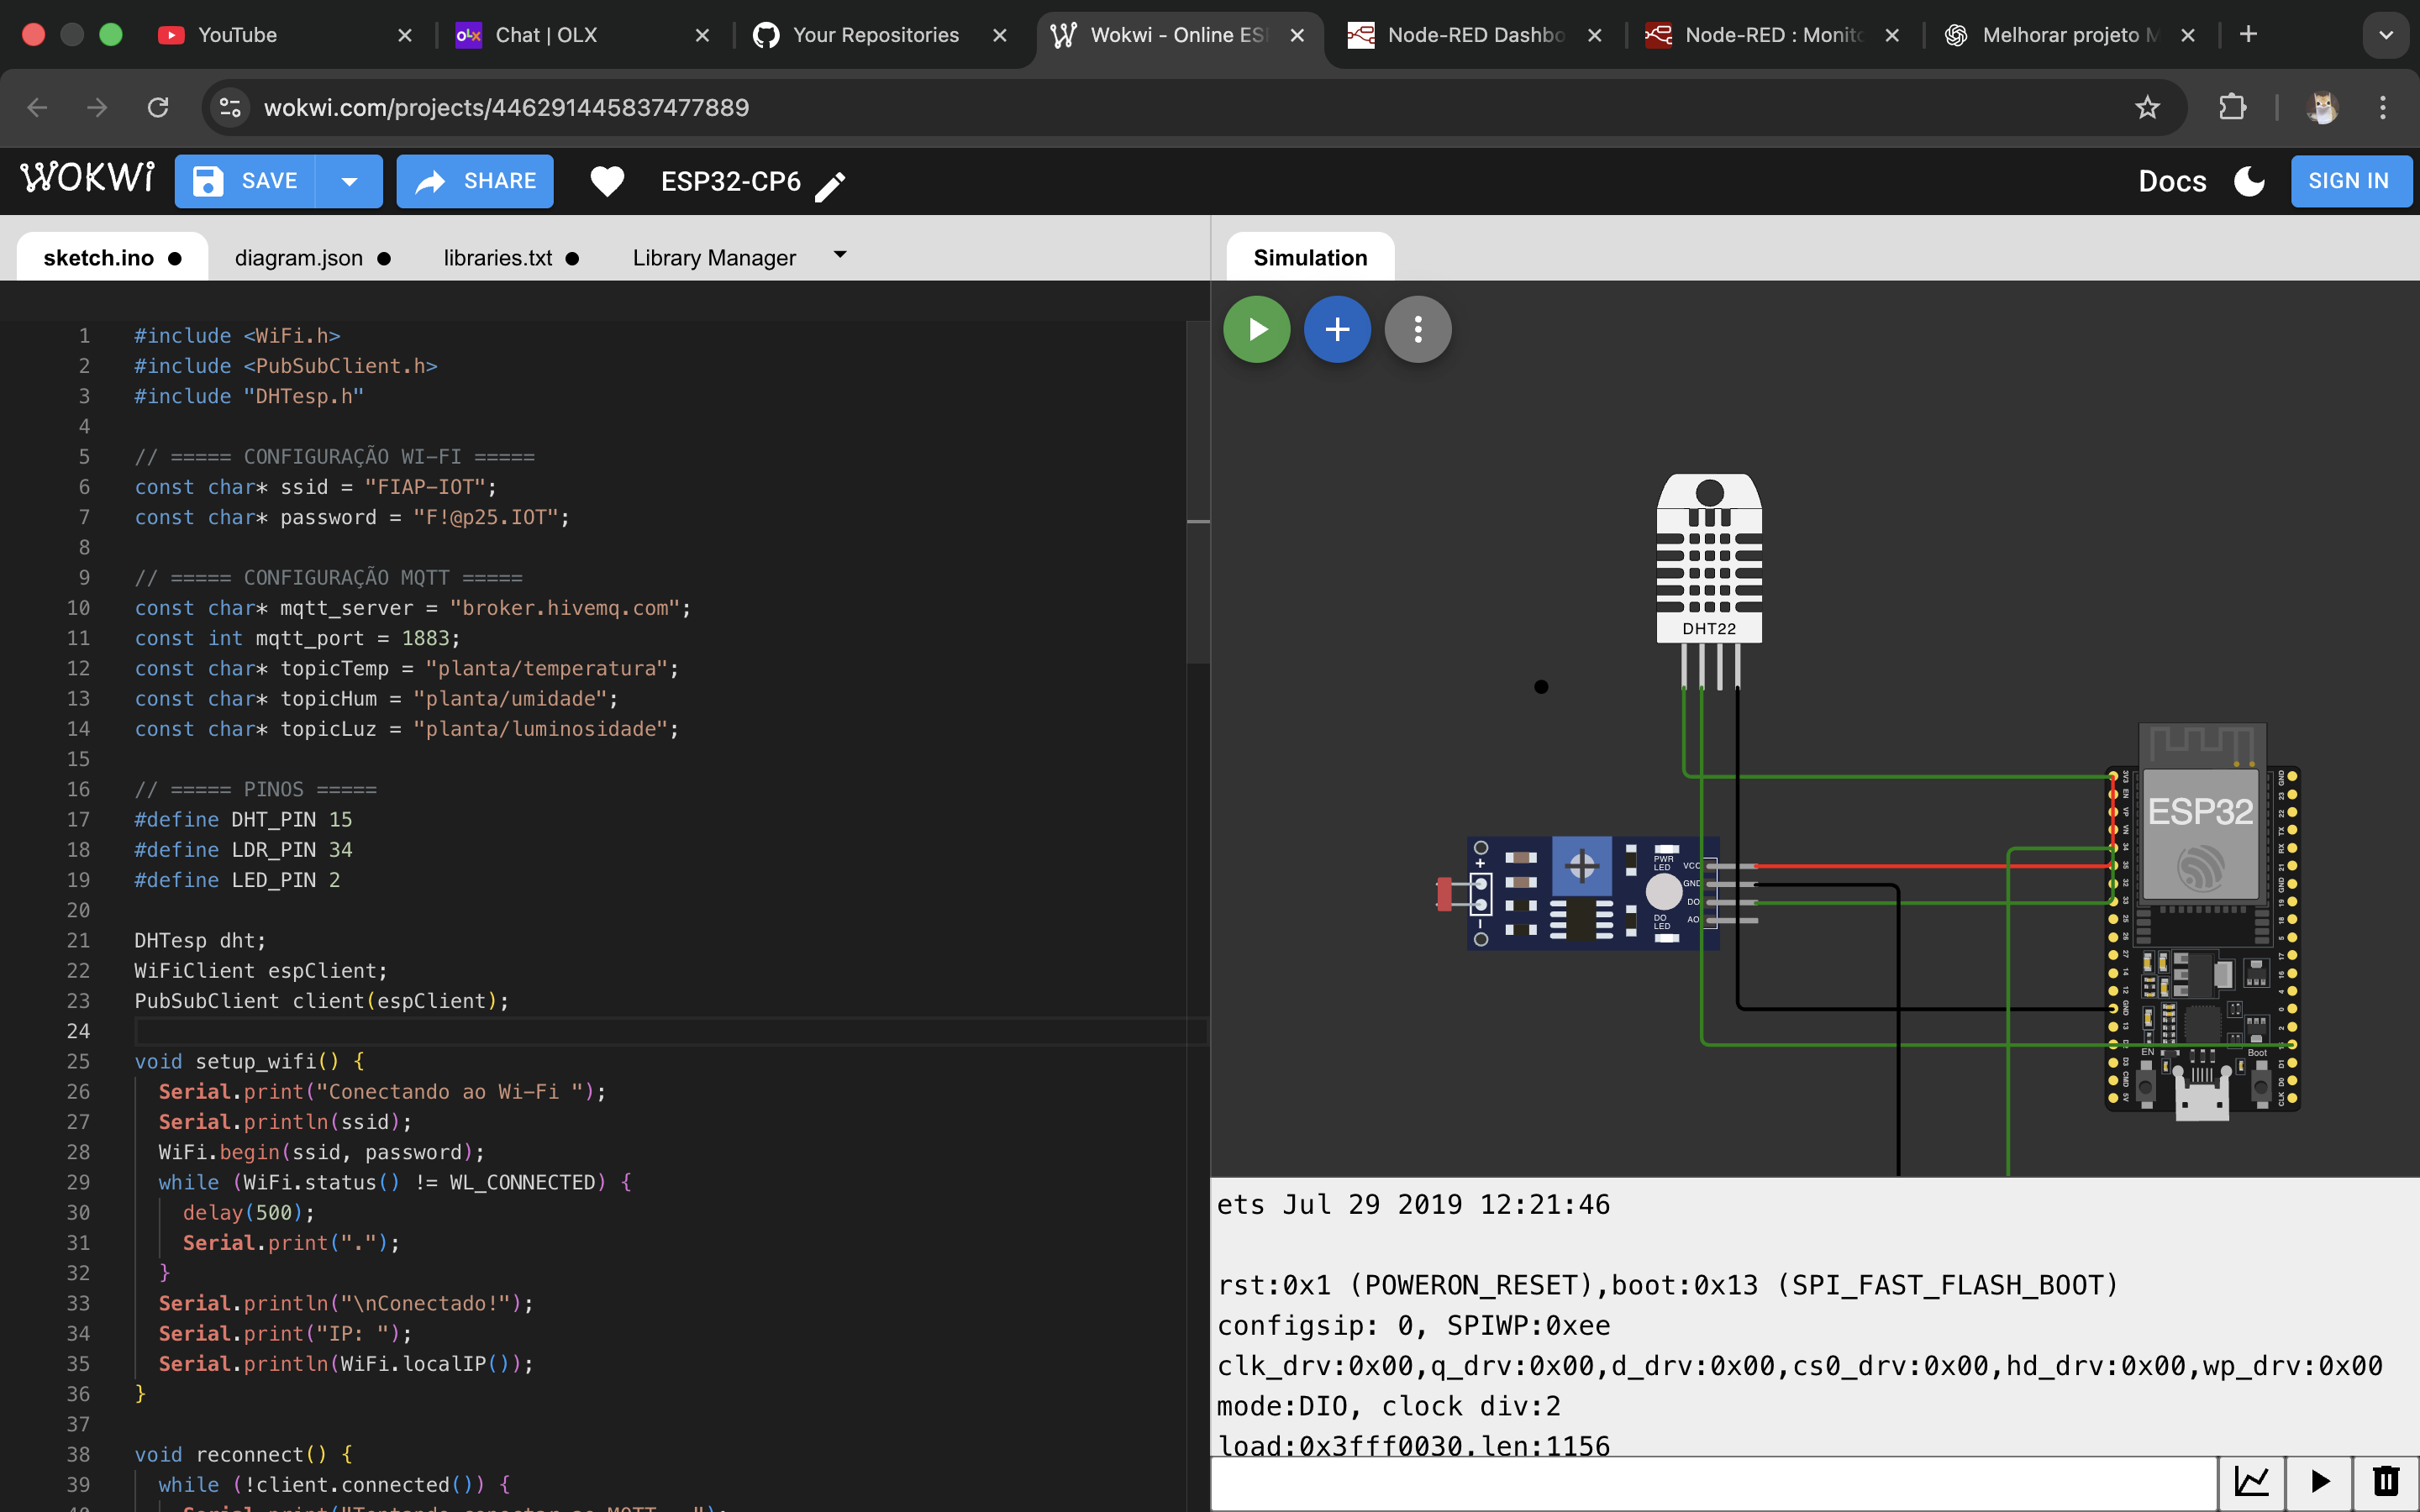 YouTube
Chat | OLX
Your Repositories
Wokwi - Online ES
Node-RED Dashbo
Node-RED : Monito
Melhorar projeto M
wokwi.com/projects/446291445837477889
WOKWi
SAVE
SHARE
ESP32-CP6
Docs
SIGN IN
sketch.ino
diagram.json
libraries.txt
Library Manager
Simulation
1 #include <WiFi.h>
2 #include <PubSubClient.h>
3 #include "DHTesp.h"
4
5 // ===== CONFIGURAÇÃO WI-FI =====
6 const char* ssid = "FIAP-IOT";
7 const char* password = "F!@p25.IOT";
8
9 // ===== CONFIGURAÇÃO MQTT =====
10 const char* mqtt_server = "broker.hivemq.com";
11 const int mqtt_port = 1883;
12 const char* topicTemp = "planta/temperatura";
13 const char* topicHum = "planta/umidade";
14 const char* topicLuz = "planta/luminosidade";
15
16 // ===== PINOS =====
17 #define DHT_PIN 15
18 #define LDR_PIN 34
19 #define LED_PIN 2
20
21 DHTesp dht;
22 WiFiClient espClient;
23 PubSubClient client(espClient);
24
25 void setup_wifi() {
26 Serial.print("Conectando ao Wi-Fi ");
27 Serial.println(ssid);
28 WiFi.begin(ssid, password);
29 while (WiFi.status() != WL_CONNECTED) {
30 delay(500);
31 Serial.print(".");
32 }
33 Serial.println("\nConectado!");
34 Serial.print("IP: ");
35 Serial.println(WiFi.localIP());
36 }
37
38 void reconnect() {
39 while (!client.connected()) {
DHT22
PWR
LED
VCC
GND
DO
AO
DO
LED
ESP32
EN
Boot
ets Jul 29 2019 12:21:46
rst:0x1 (POWERON_RESET),boot:0x13 (SPI_FAST_FLASH_BOOT)
configsip: 0, SPIWP:0xee
clk_drv:0x00,q_drv:0x00,d_drv:0x00,cs0_drv:0x00,hd_drv:0x00,wp_drv:0x00
mode:DIO, clock div:2
load:0x3fff0030,len:1156